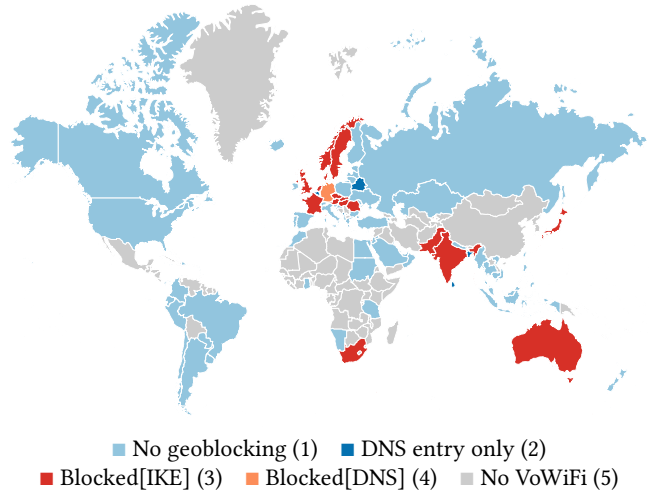 No geoblocking (1) DNS entry only (2)
Blocked[IKE] (3) Blocked[DNS] (4) No VoWiFi (5)